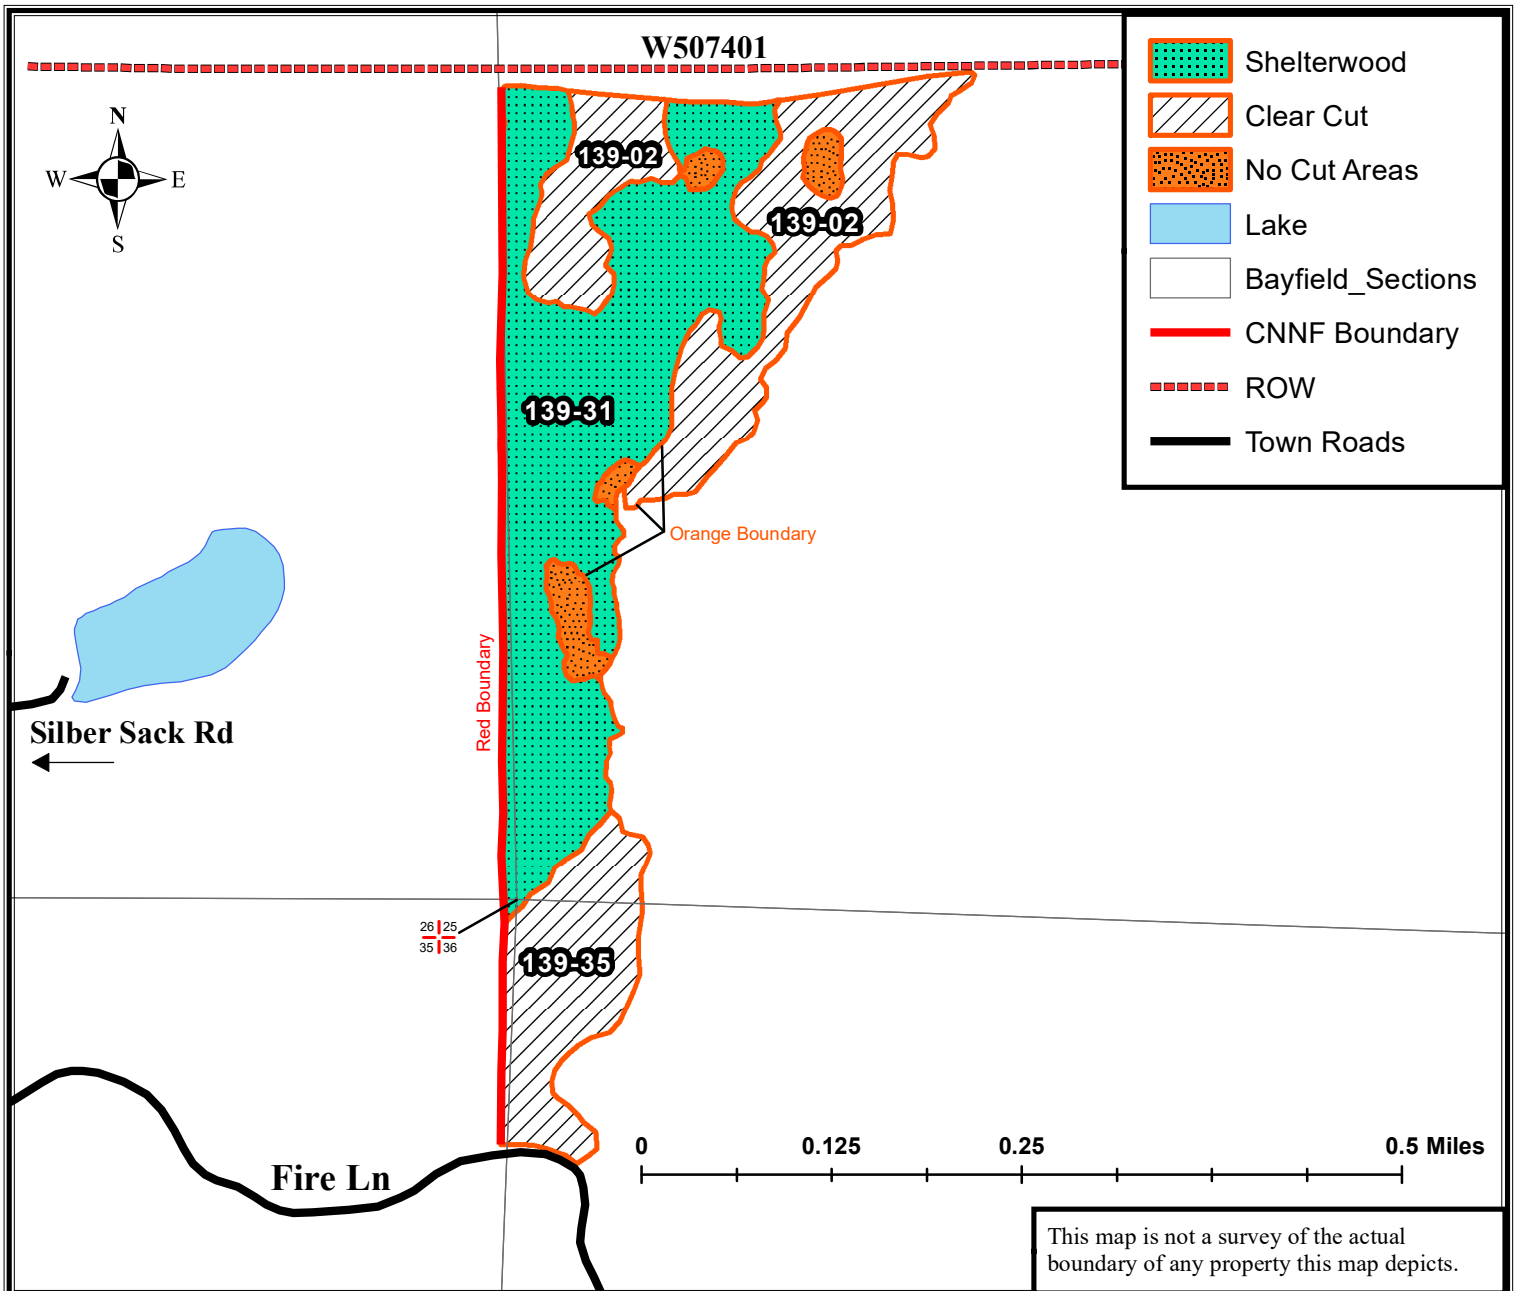 W507401
N
W E
S
139-02
139-02
139-31
Orange Boundary
Red Boundary
Silber Sack Rd
26 25
35 36
139-35
Fire Ln
0 0.125 0.25 0.5 Miles
Shelterwood
Clear Cut
No Cut Areas
Lake
Bayfield_Sections
CNNF Boundary
ROW
Town Roads
This map is not a survey of the actual
boundary of any property this map depicts.